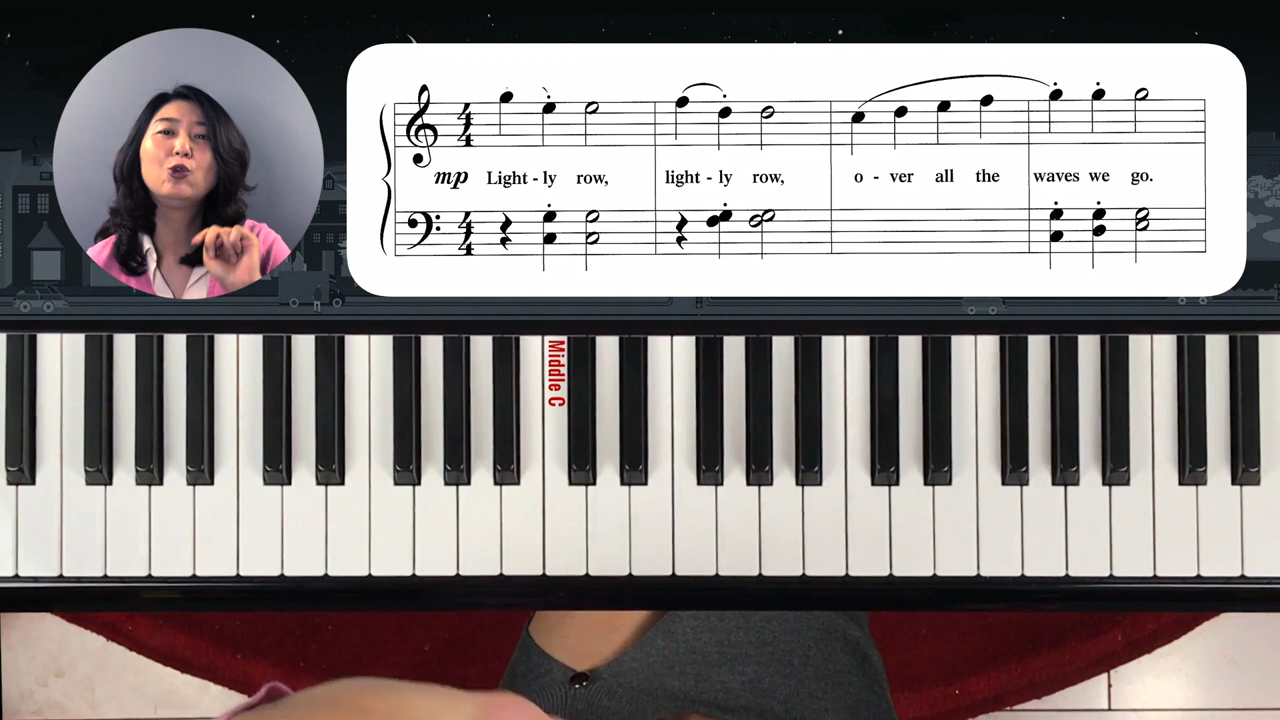 mp Light - ly row, light - ly row, o - ver all the waves we go.
Middle C